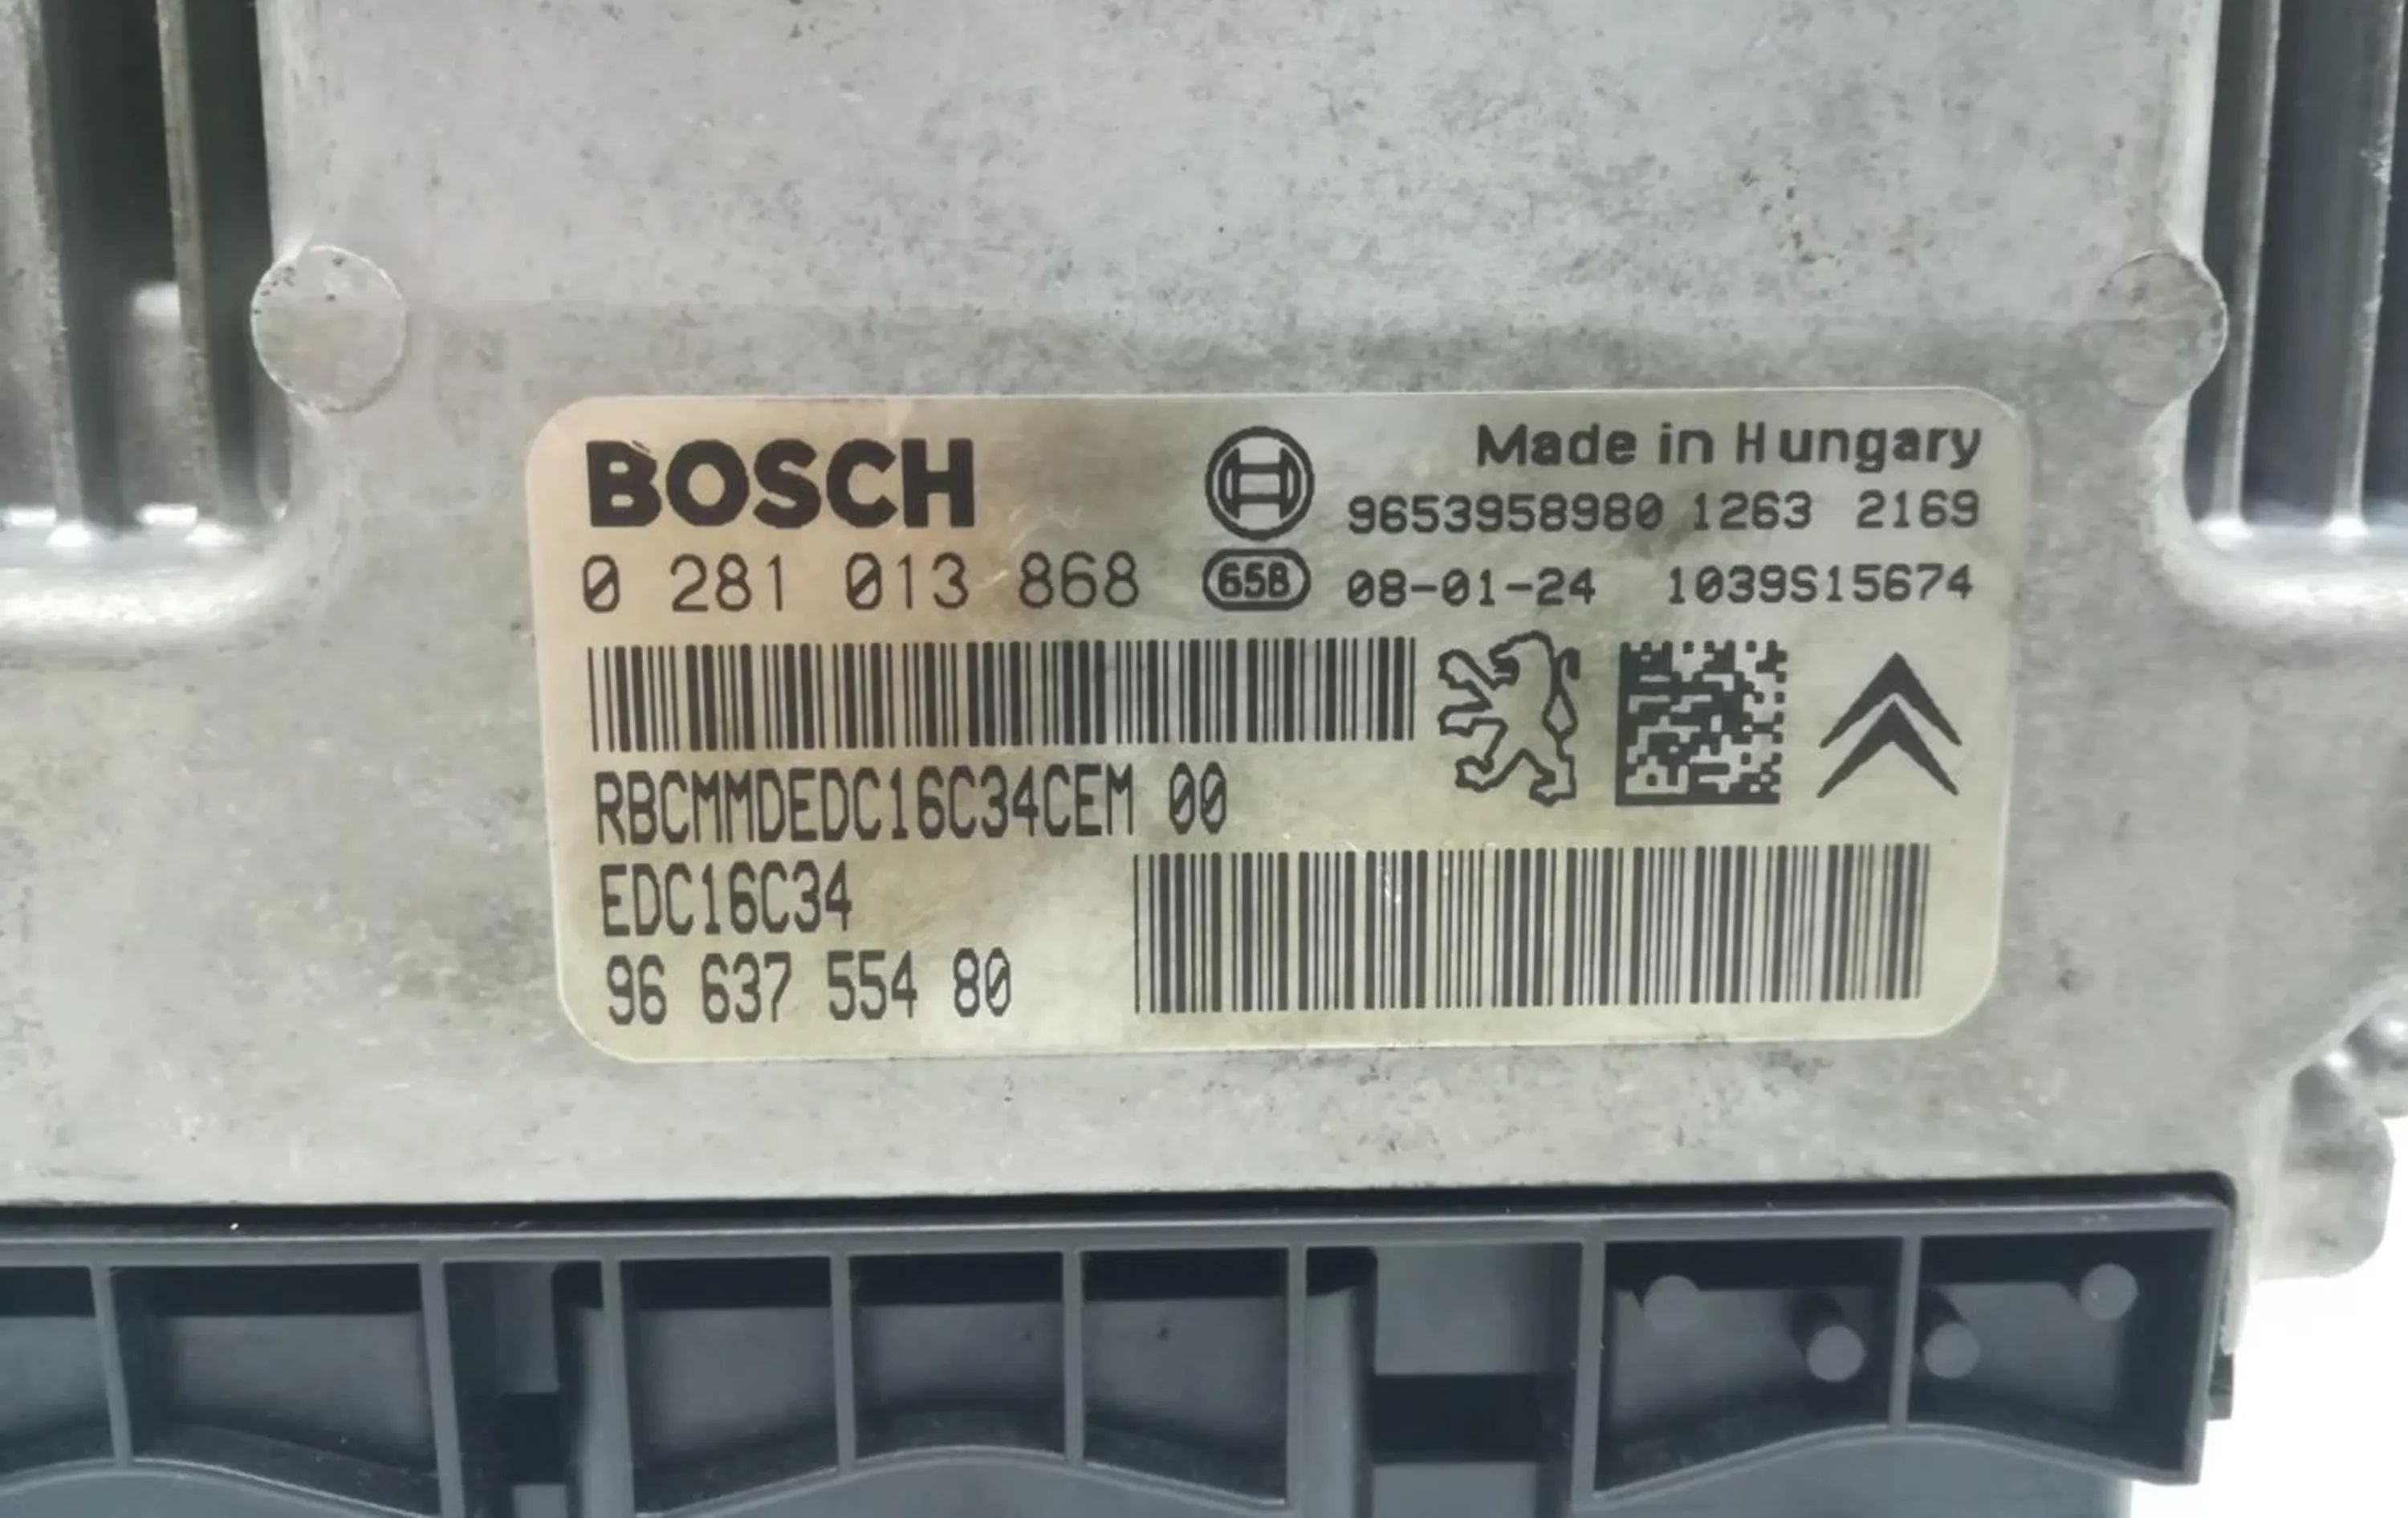 BOSCH
Made in Hungary
9653958980 1263 2169
0 281 013 868
65B
08-01-24 1039S15674
RBCMMDEDC16C34CEM 00
EDC16C34
96 637 554 80